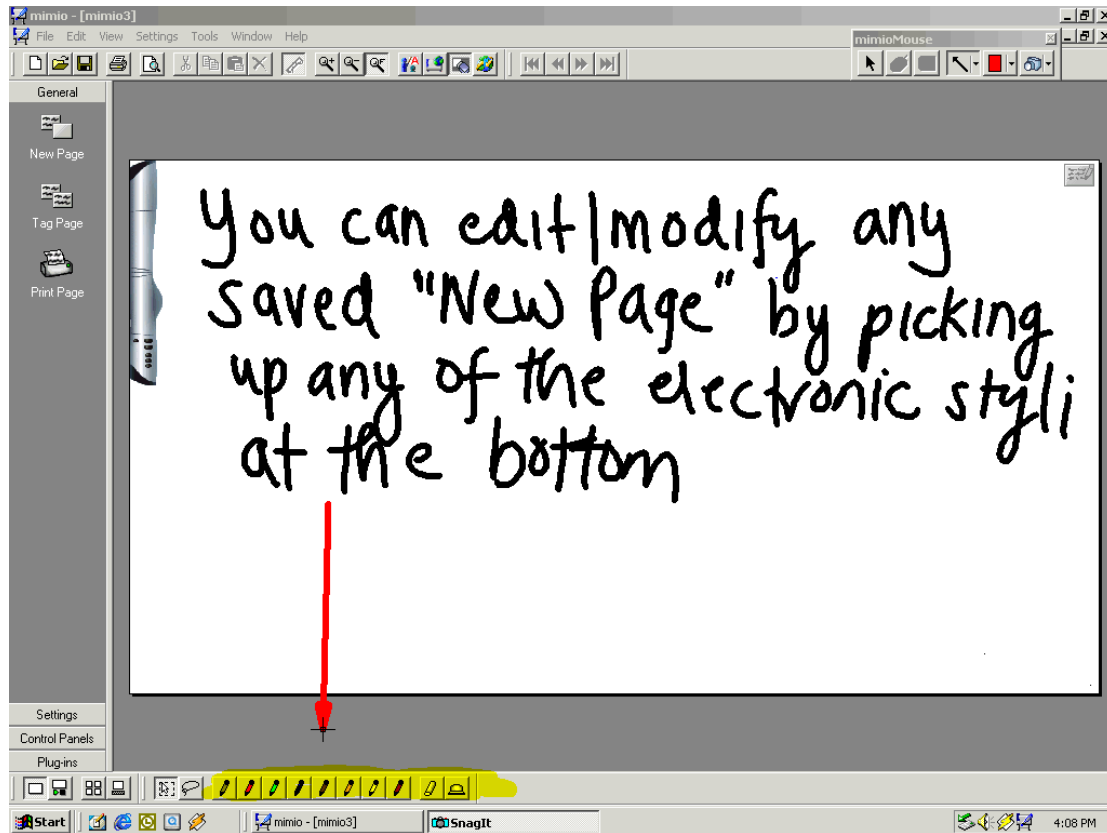 mimio - [mimio3]
File Edit View Settings Tools Window Help
mimioMouse
General
New Page
Tag Page
Print Page
You can edit/modify any
saved "New Page" by picking
up any of the electronic styli
at the bottom
Settings
Control Panels
Plug-ins
Start
mimio - [mimio3]
SnagIt
4:08 PM